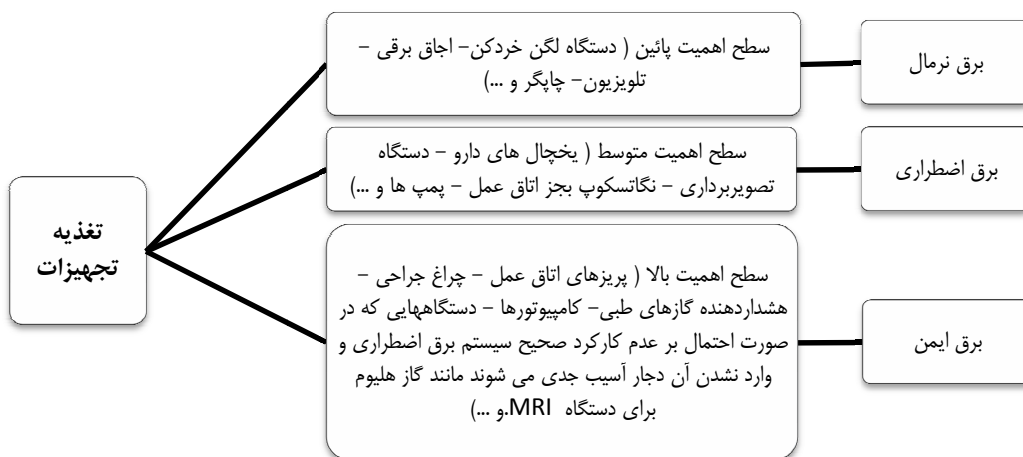 تغذیه
تجهیزات
سطح اهمیت پائین ( دستگاه لگن خردکن- اجاق برقی –
تلویزیون- چاپگر و ...)
برق نرمال
سطح اهمیت متوسط ( یخچال های دارو – دستگاه
تصویربرداری – نگاتسکوپ بجز اتاق عمل – پمپ ها و ...)
برق اضطراری
سطح اهمیت بالا ( پریزهای اتاق عمل – چراغ جراحی –
هشداردهنده گازهای طبی- کامپیوتورها – دستگاههایی که در
صورت احتمال بر عدم کارکرد صحیح سیستم برق اضطراری و
وارد نشدن آن دجار آسیب جدی می شوند مانند گاز هلیوم
برای دستگاه MRI.و ...)
برق ایمن